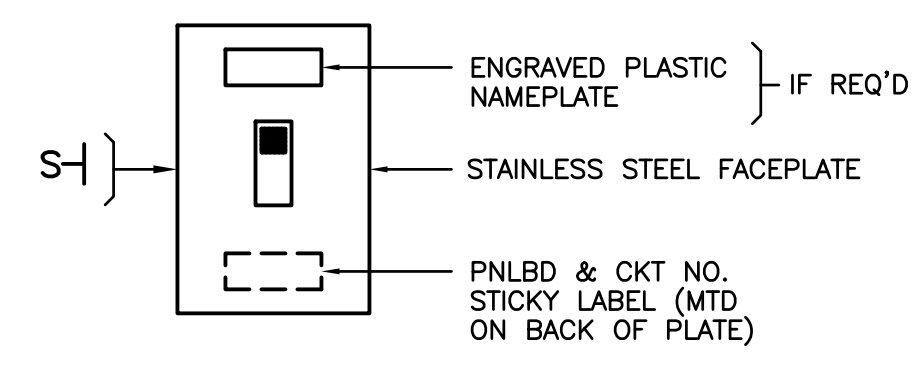 ENGRAVED PLASTIC
NAMEPLATE
IF REQ'D
S
STAINLESS STEEL FACEPLATE
PNLBD & CKT NO.
STICKY LABEL (MTD
ON BACK OF PLATE)